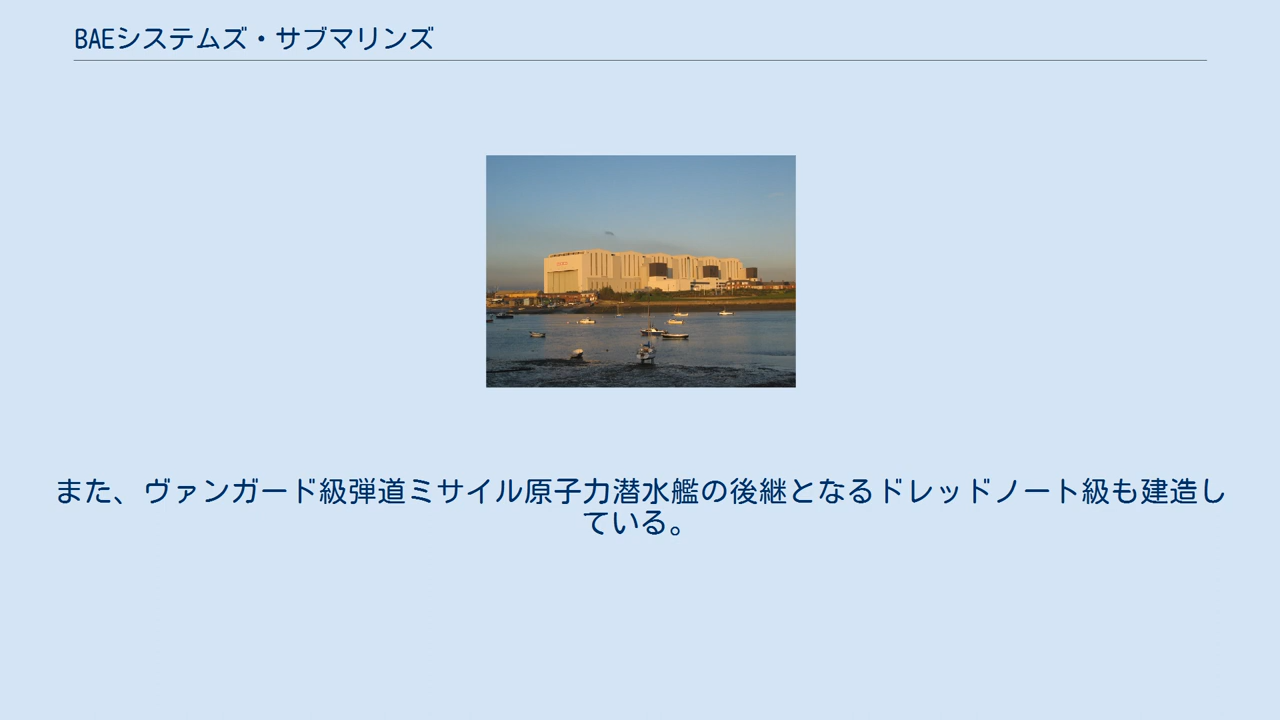 BAEシステムズ・サブマリンズ
また、ヴァンガード級弾道ミサイル原子力潜水艦の後継となるドレッドノート級も建造し
ている。